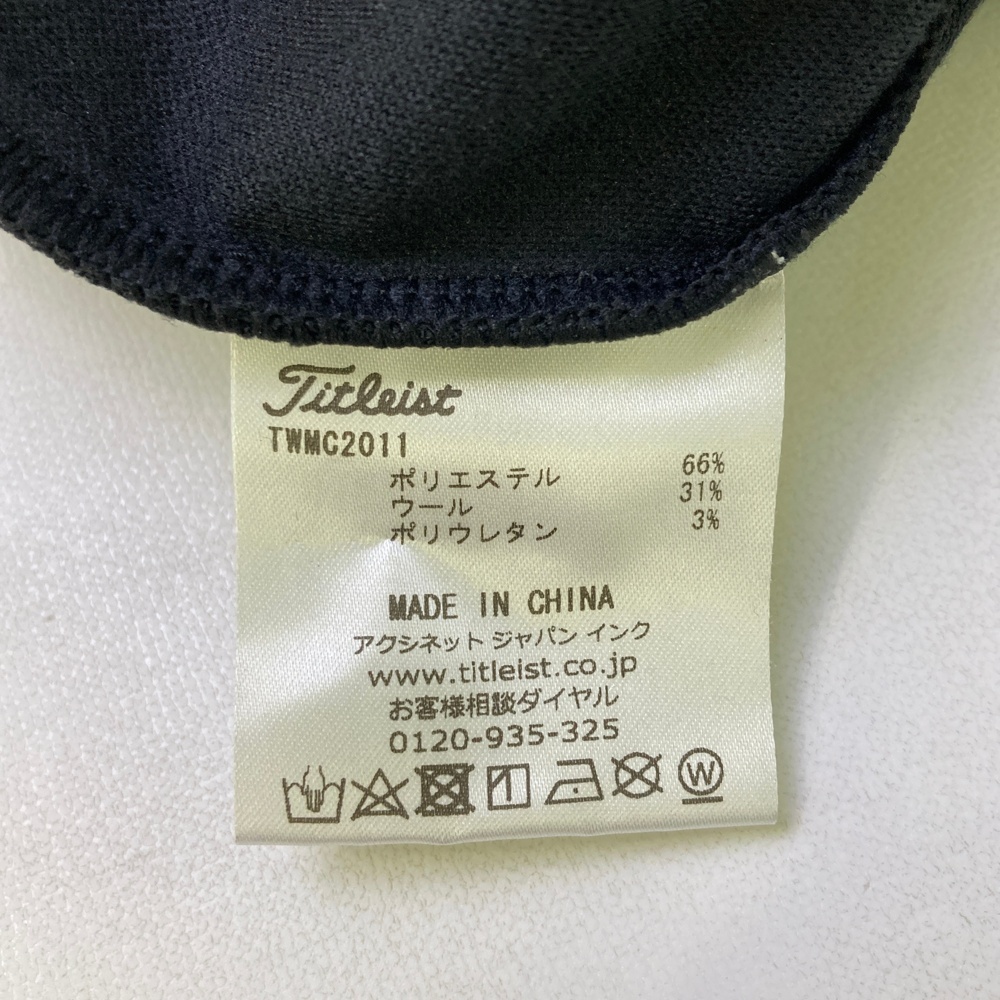 Titleist
TWMC2011
ポリエステル 66%
ウール 31%
ポリウレタン 3%
MADE IN CHINA
アクシネット ジャパン インク
www.titleist.co.jp
お客様相談ダイヤル
0120-935-325
W